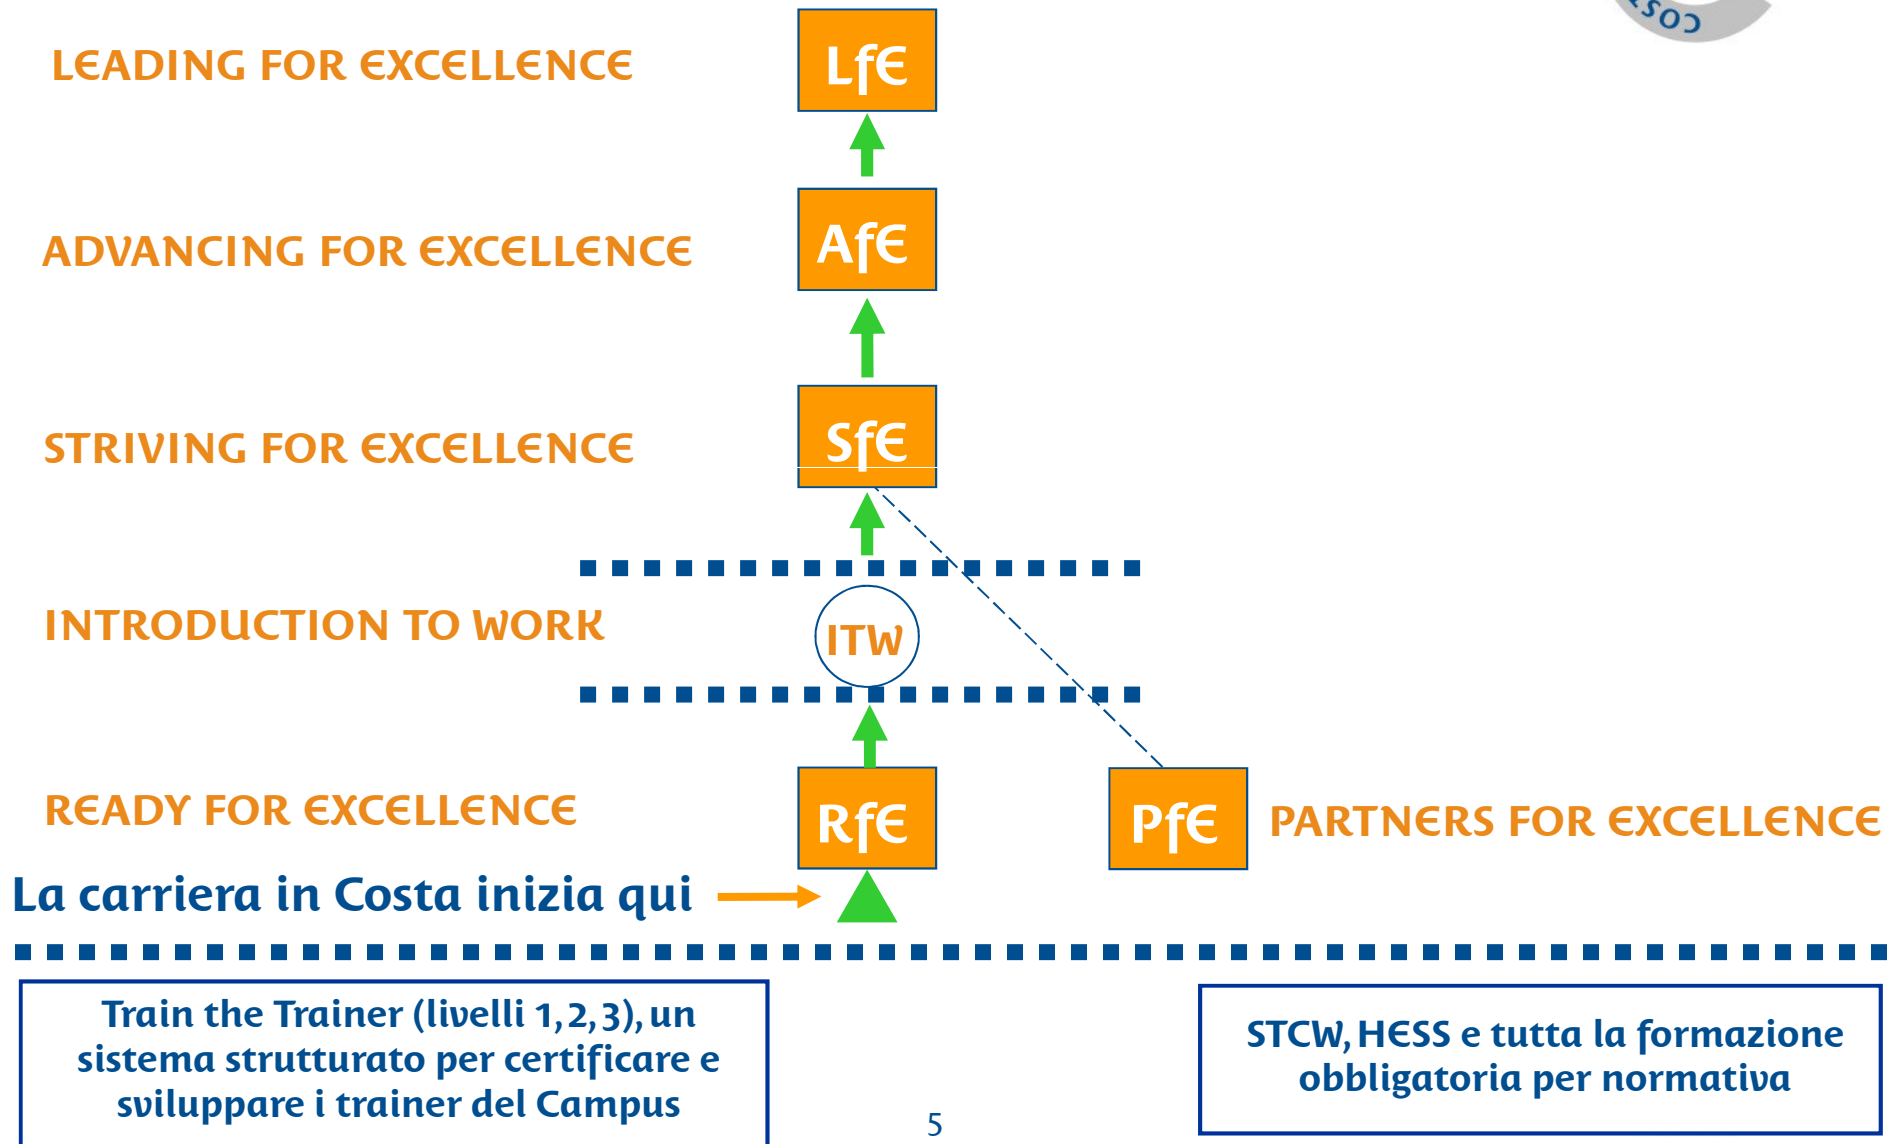 COST
LEADING FOR EXCELLENCE
LfE
ADVANCING FOR EXCELLENCE
AfE
STRIVING FOR EXCELLENCE
SfE
INTRODUCTION TO WORK
ITW
READY FOR EXCELLENCE
RfE
PfE
PARTNERS FOR EXCELLENCE
La carriera in Costa inizia qui
Train the Trainer (livelli 1,2,3), un
sistema strutturato per certificare e
sviluppare i trainer del Campus
STCW, HESS e tutta la formazione
obbligatoria per normativa
5